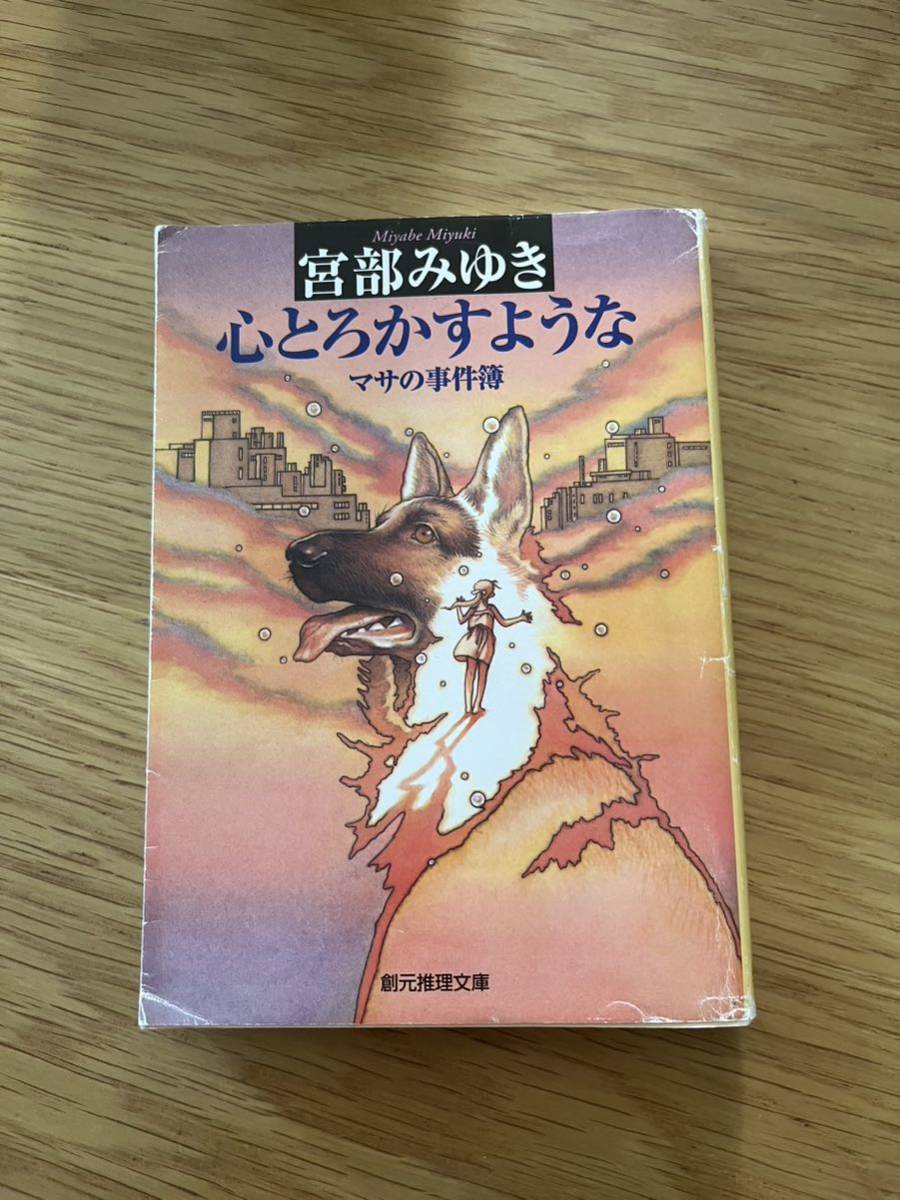 Miyabe Miyuki
宮部みゆき
心とろかすような
マサの事件簿
創元推理文庫